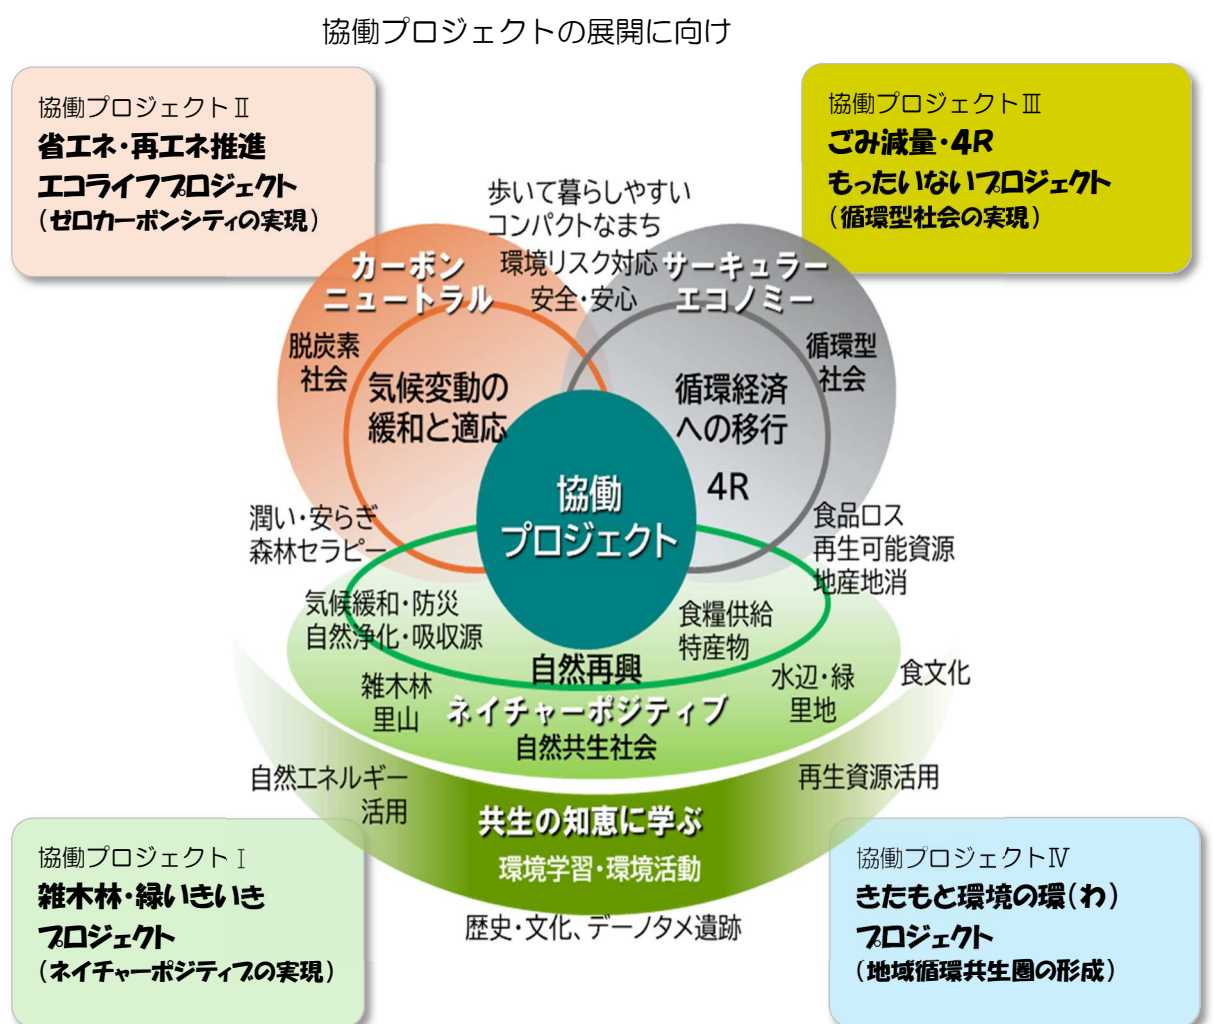 協働プロジェクトの展開に向け
協働プロジェクトⅡ
省エネ・再エネ推進
エコライフプロジェクト
(ゼロカーボンシティの実現)
協働プロジェクトⅢ
ごみ減量・4R
もったいないプロジェクト
(循環型社会の実現)
歩いて暮らしやすい
コンパクトなまち
環境リスク対応
安全・安心
カーボン
ニュートラル
サーキュラー
エコノミー
脱炭素
社会
気候変動の
緩和と適応
循環経済
への移行
4R
循環型
社会
協働
プロジェクト
潤い・安らぎ
森林セラピー
食品ロス
再生可能資源
地産地消
気候緩和・防災
自然浄化・吸収源
食糧供給
特産物
自然再興
雑木林
里山
ネイチャーポジティブ
自然共生社会
水辺・緑
里地
食文化
自然エネルギー
活用
再生資源活用
共生の知恵に学ぶ
環境学習・環境活動
歴史・文化、デーノタメ遺跡
協働プロジェクトⅠ
雑木林・緑いきいき
プロジェクト
(ネイチャーポジティブの実現)
協働プロジェクトⅣ
きたもと環境の環(わ)
プロジェクト
(地域循環共生圏の形成)